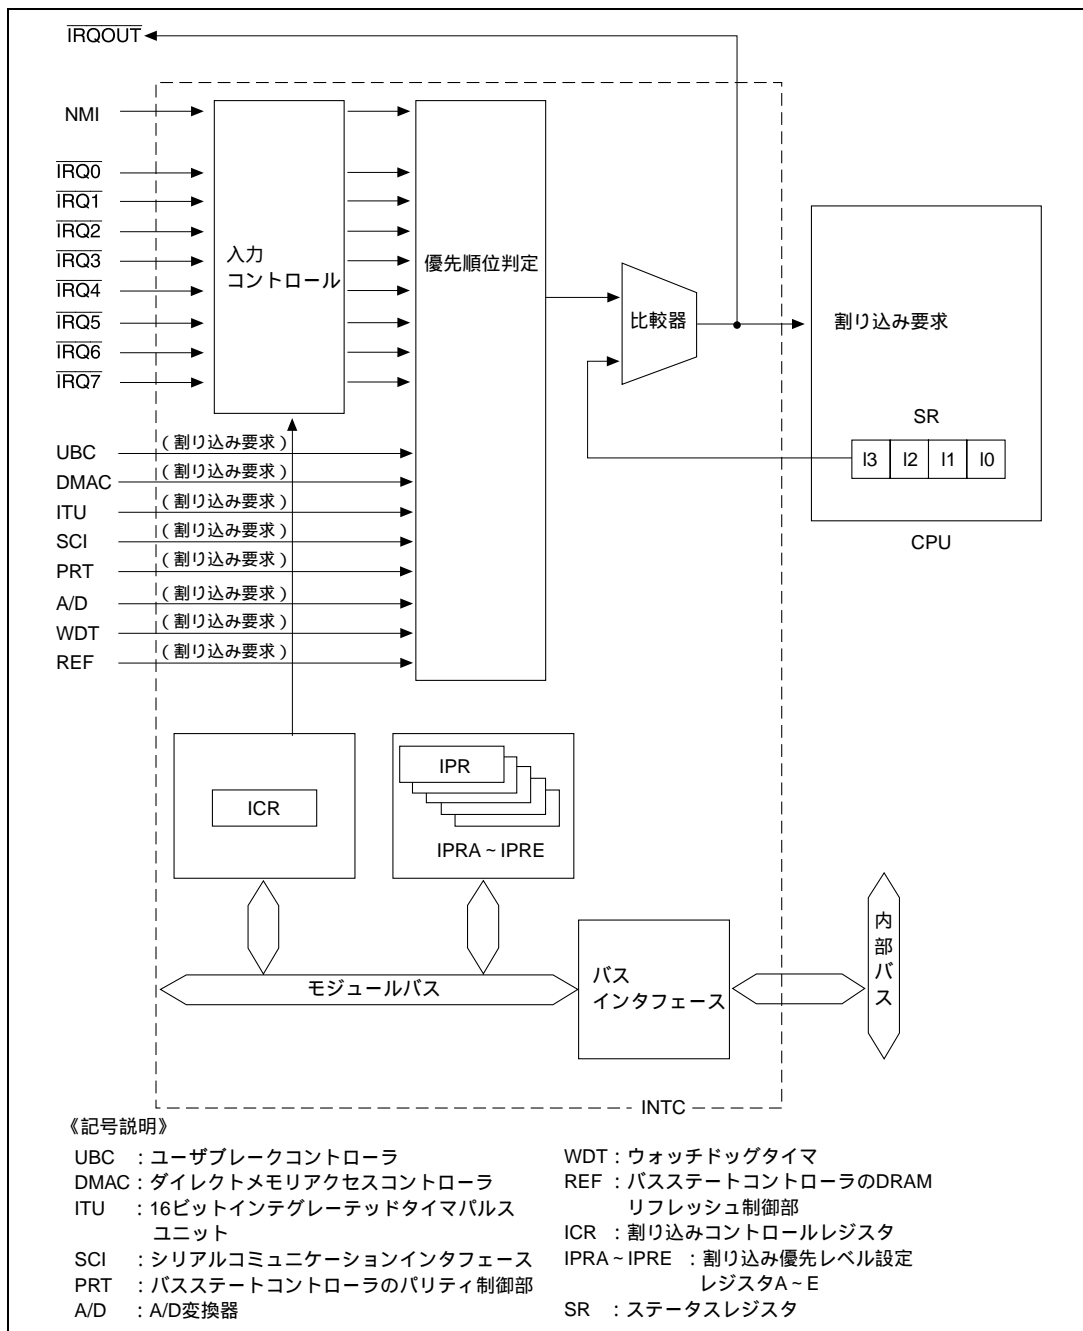 IRQOUT
NMI
IRQ0
IRQ1
IRQ2
IRQ3
IRQ4
IRQ5
IRQ6
IRQ7
入力
コントロール
優先順位判定
比較器
割り込み要求
SR
I3 I2 I1 I0
CPU
UBC (割り込み要求)
DMAC (割り込み要求)
ITU (割り込み要求)
SCI (割り込み要求)
PRT (割り込み要求)
A/D (割り込み要求)
WDT (割り込み要求)
REF (割り込み要求)
ICR
IPR
IPRA ~ IPRE
モジュールバス
バス
インタフェース
内部バス
INTC
《記号説明》
UBC :ユーザブレークコントローラ
DMAC:ダイレクトメモリアクセスコントローラ
ITU :16ビットインテグレーテッドタイマパルス
ユニット
SCI :シリアルコミュニケーションインタフェース
PRT :バスステートコントローラのパリティ制御部
A/D :A/D変換器
WDT:ウォッチドッグタイマ
REF :バスステートコントローラのDRAM
リフレッシュ制御部
ICR :割り込みコントロールレジスタ
IPRA ~ IPRE :割り込み優先レベル設定
レジスタA ~ E
SR :ステータスレジスタ